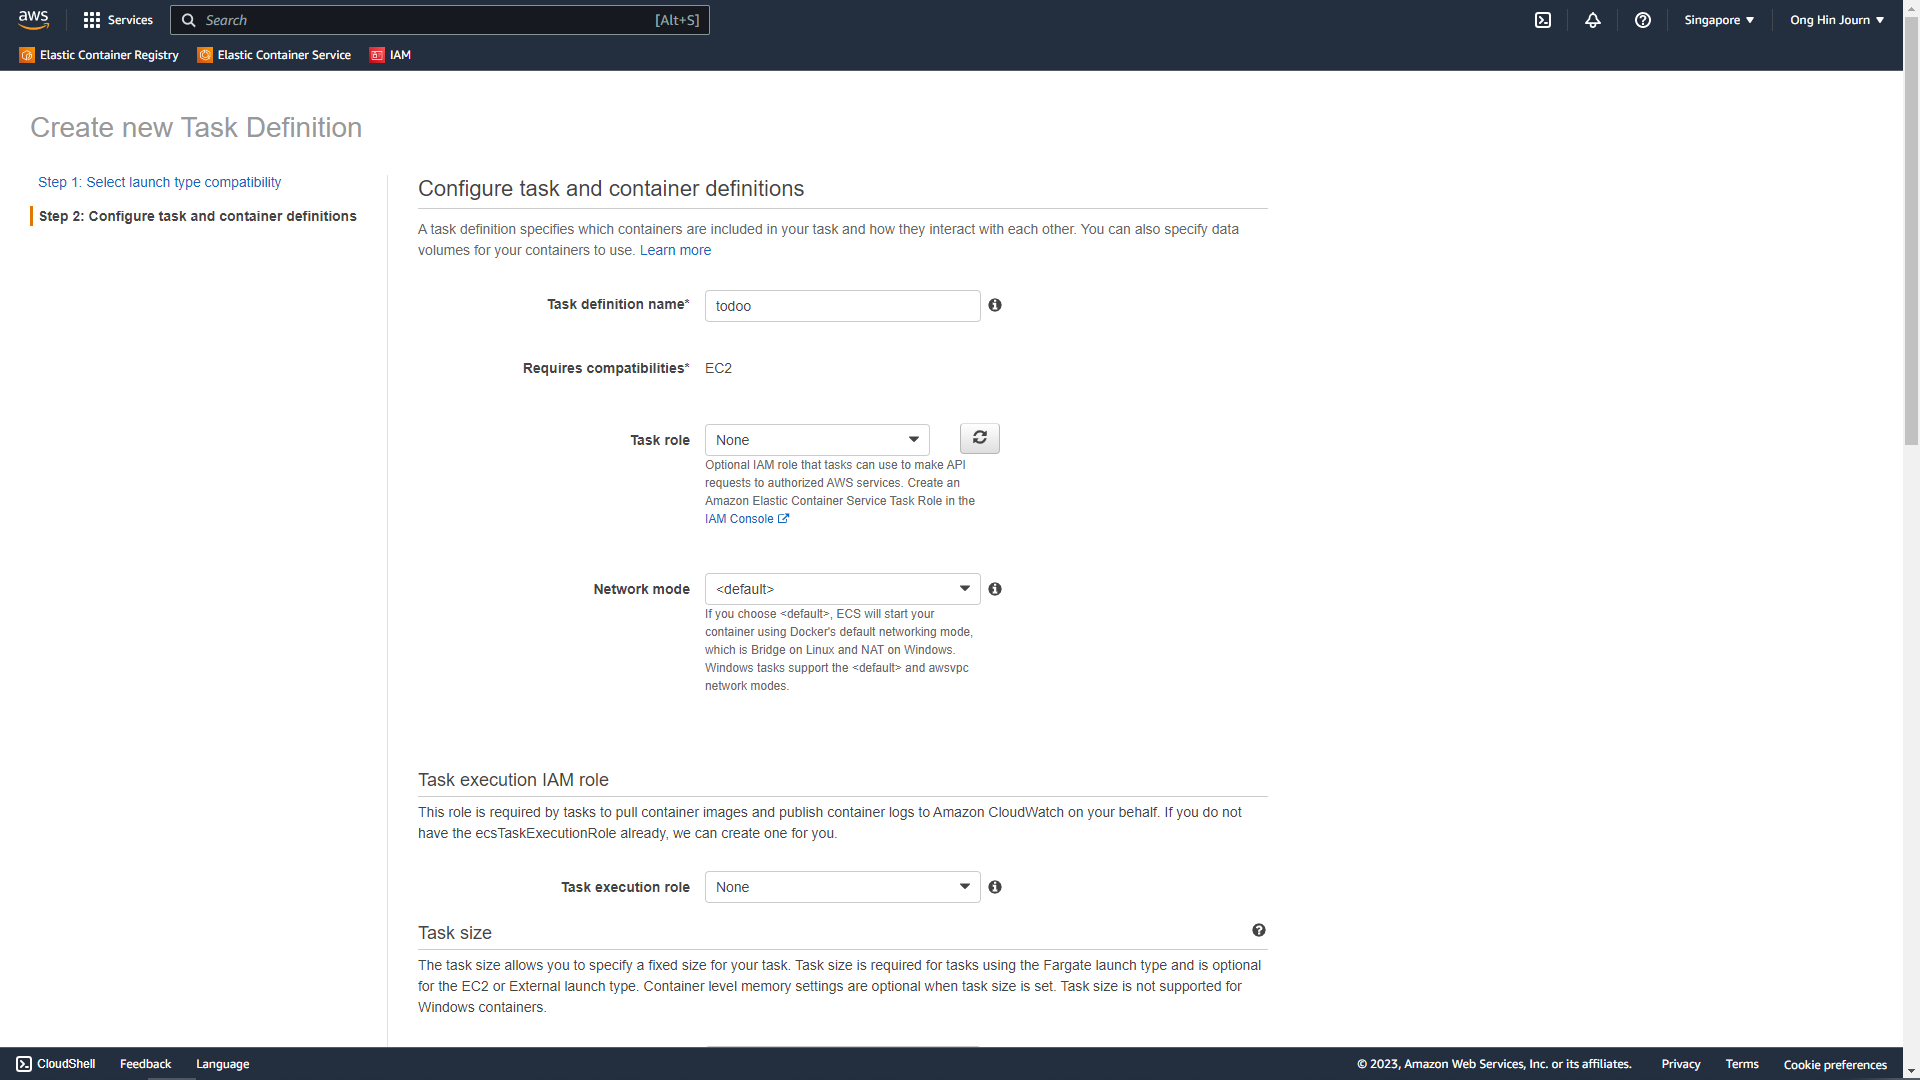 aws
Services
Search
[Alt+S]
Singapore
Ong Hin Journ
Elastic Container Registry
Elastic Container Service
IAM
Create new Task Definition
Step 1: Select launch type compatibility
Step 2: Configure task and container definitions
Configure task and container definitions
A task definition specifies which containers are included in your task and how they interact with each other. You can also specify data
volumes for your containers to use. Learn more
Task definition name*
todoo
Requires compatibilities*
EC2
Task role
None
Optional IAM role that tasks can use to make API
requests to authorized AWS services. Create an
Amazon Elastic Container Service Task Role in the
IAM Console
Network mode
<default>
If you choose <default>, ECS will start your
container using Docker's default networking mode,
which is Bridge on Linux and NAT on Windows.
Windows tasks support the <default> and awsvpc
network modes.
Task execution IAM role
This role is required by tasks to pull container images and publish container logs to Amazon CloudWatch on your behalf. If you do not
have the ecsTaskExecutionRole already, we can create one for you.
Task execution role
None
Task size
The task size allows you to specify a fixed size for your task. Task size is required for tasks using the Fargate launch type and is optional
for the EC2 or External launch type. Container level memory settings are optional when task size is set. Task size is not supported for
Windows containers.
CloudShell
Feedback
Language
© 2023, Amazon Web Services, Inc. or its affiliates.
Privacy
Terms
Cookie preferences